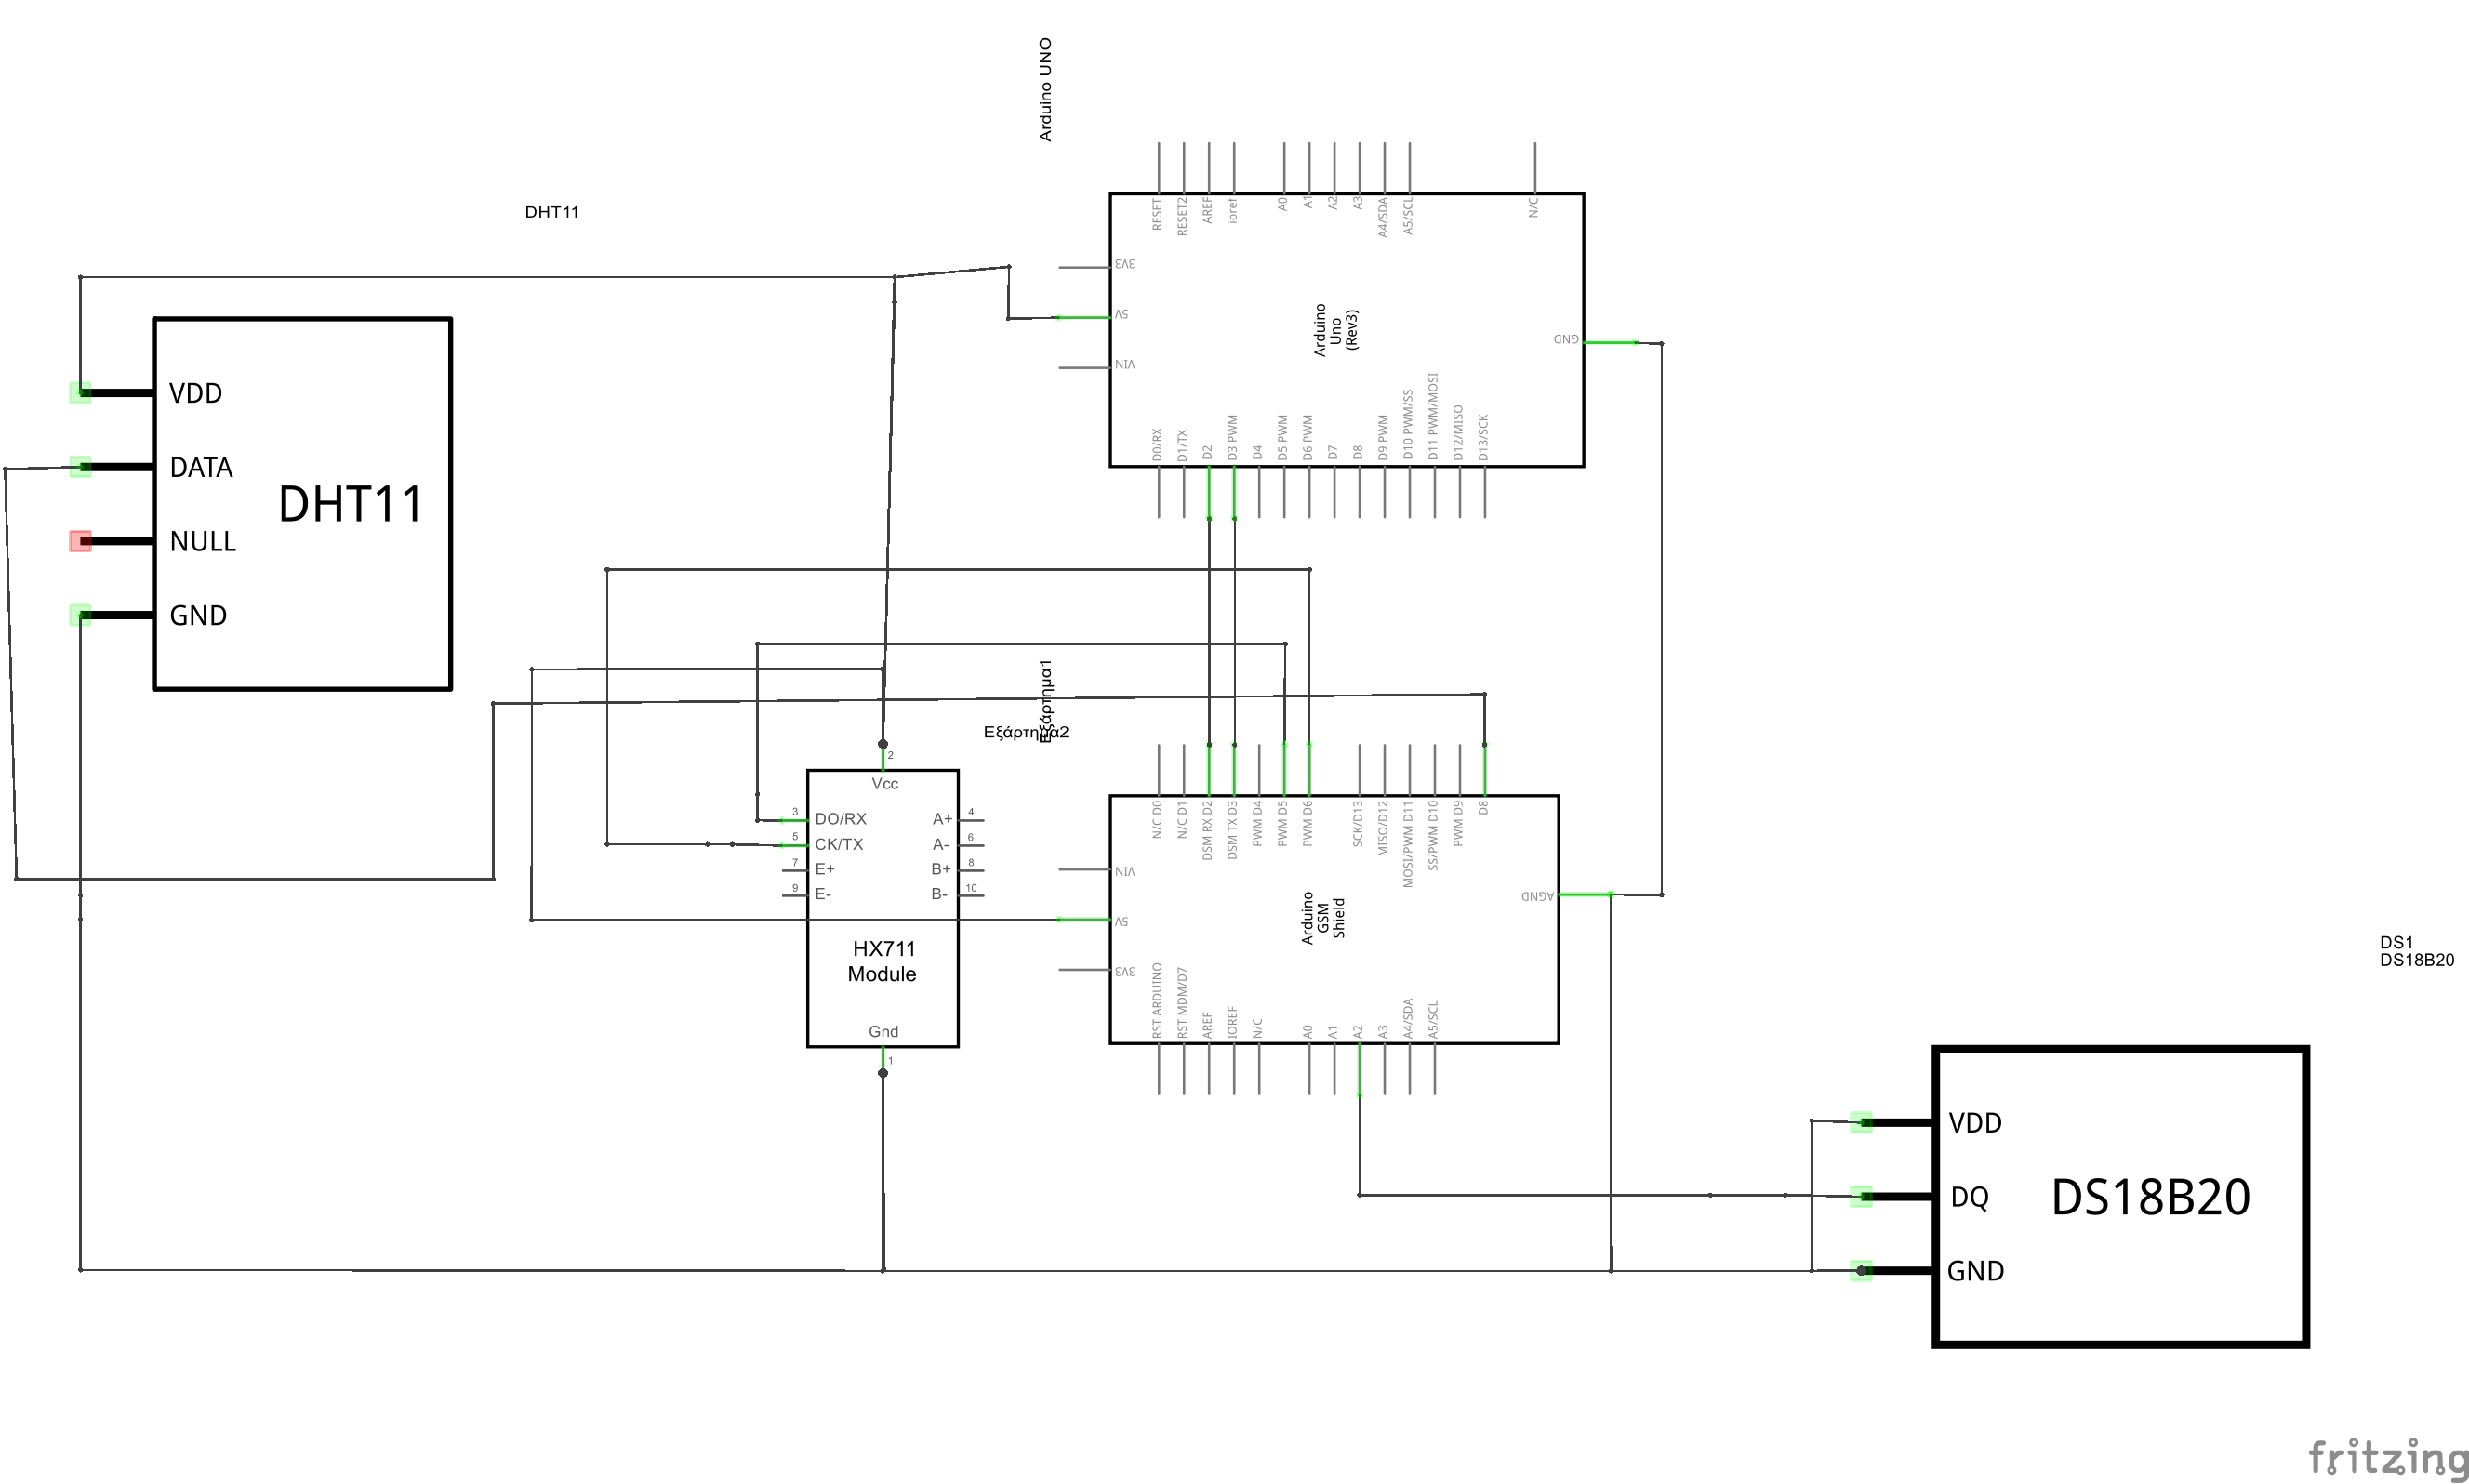 Arduino UNO
RESET
RESET2
AREF
ioref
A0
A1
A2
A3
A4/SDA
A5/SCL
N/C
3V3
5V
VIN
Arduino
Uno
(Rev3)
GND
D0/RX
D1/TX
D2
D3 PWM
D4
D5 PWM
D6 PWM
D7
D8
D9 PWM
D10 PWM/SS
D11 PWM/MOSI
D12/MISO
D13/SCK
DHT11
VDD
DATA
DHT11
NULL
GND
Εξάρτημα1
Εξάρτημα2
2
Vcc
3
DO/RX
A+
4
5
CK/TX
A-
6
7
E+
B+
8
9
E-
B-
10
HX711
Module
Gnd
1
N/C D0
N/C D1
DSM RX D2
DSM TX D3
PWM D4
PWM D5
PWM D6
SCK/D13
MISO/D12
MOSI/PWM D11
SS/PWM D10
PWM D9
D8
VIN
5V
3V3
Arduino
GSM
Shield
AGND
RST ARDUINO
RST MDM/D7
AREF
IOREF
N/C
A0
A1
A2
A3
A4/SDA
A5/SCL
DS1
DS18B20
VDD
DQ
DS18B20
GND
fritzing